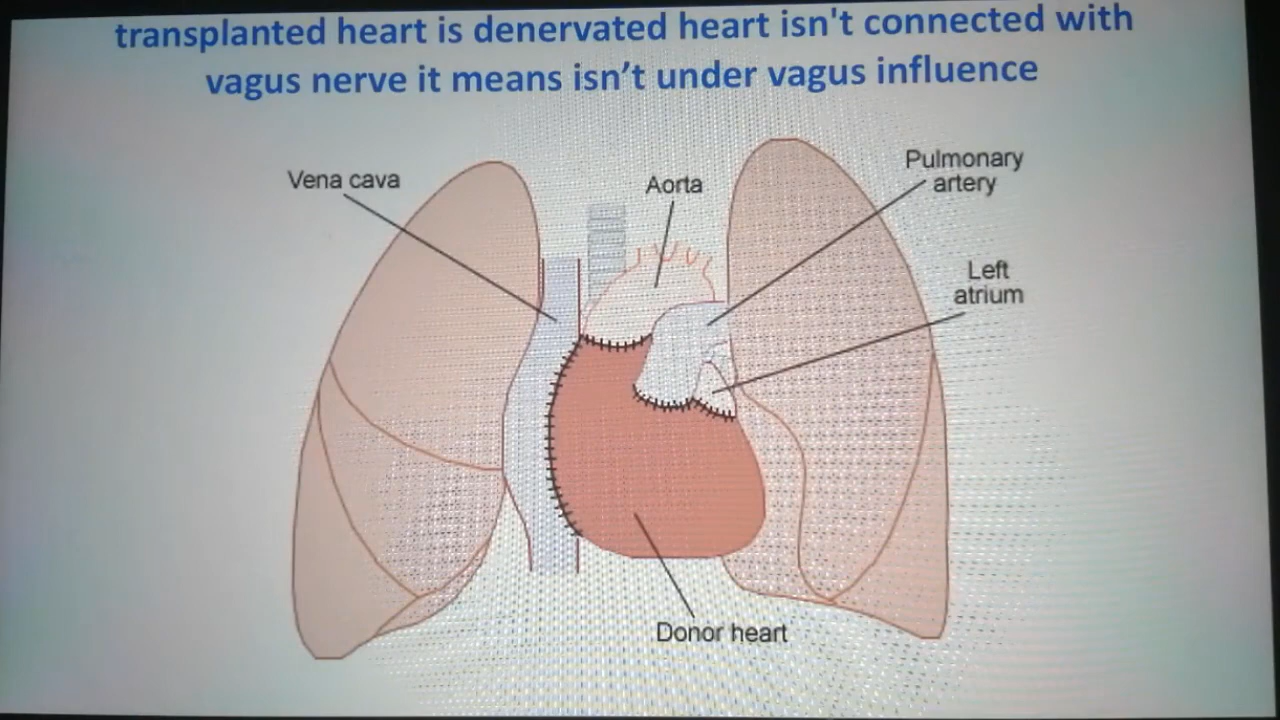 transplanted heart is denervated heart isn't connected with
vagus nerve it means isn’t under vagus influence
Vena cava
Aorta
Pulmonary
artery
Left
atrium
Donor heart